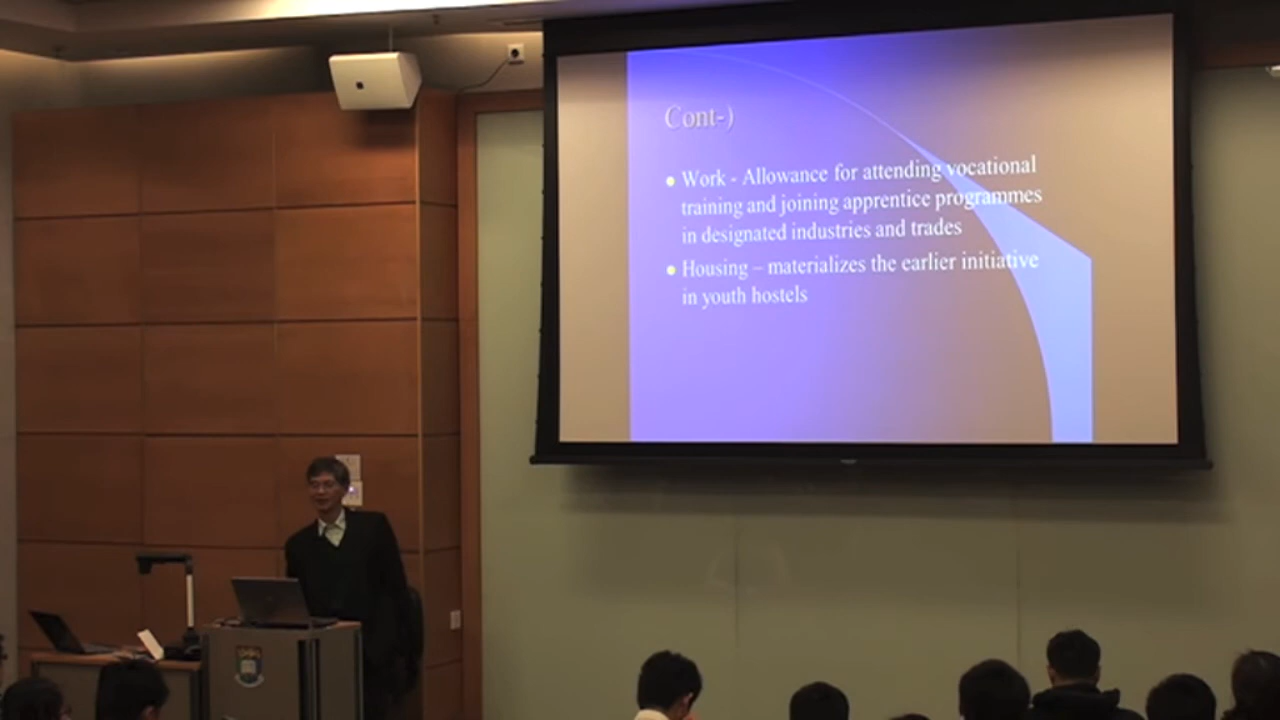 Cont-)
• Work - Allowance for attending vocational
training and joining apprentice programmes
in designated industries and trades
• Housing – materializes the earlier initiative
in youth hostels